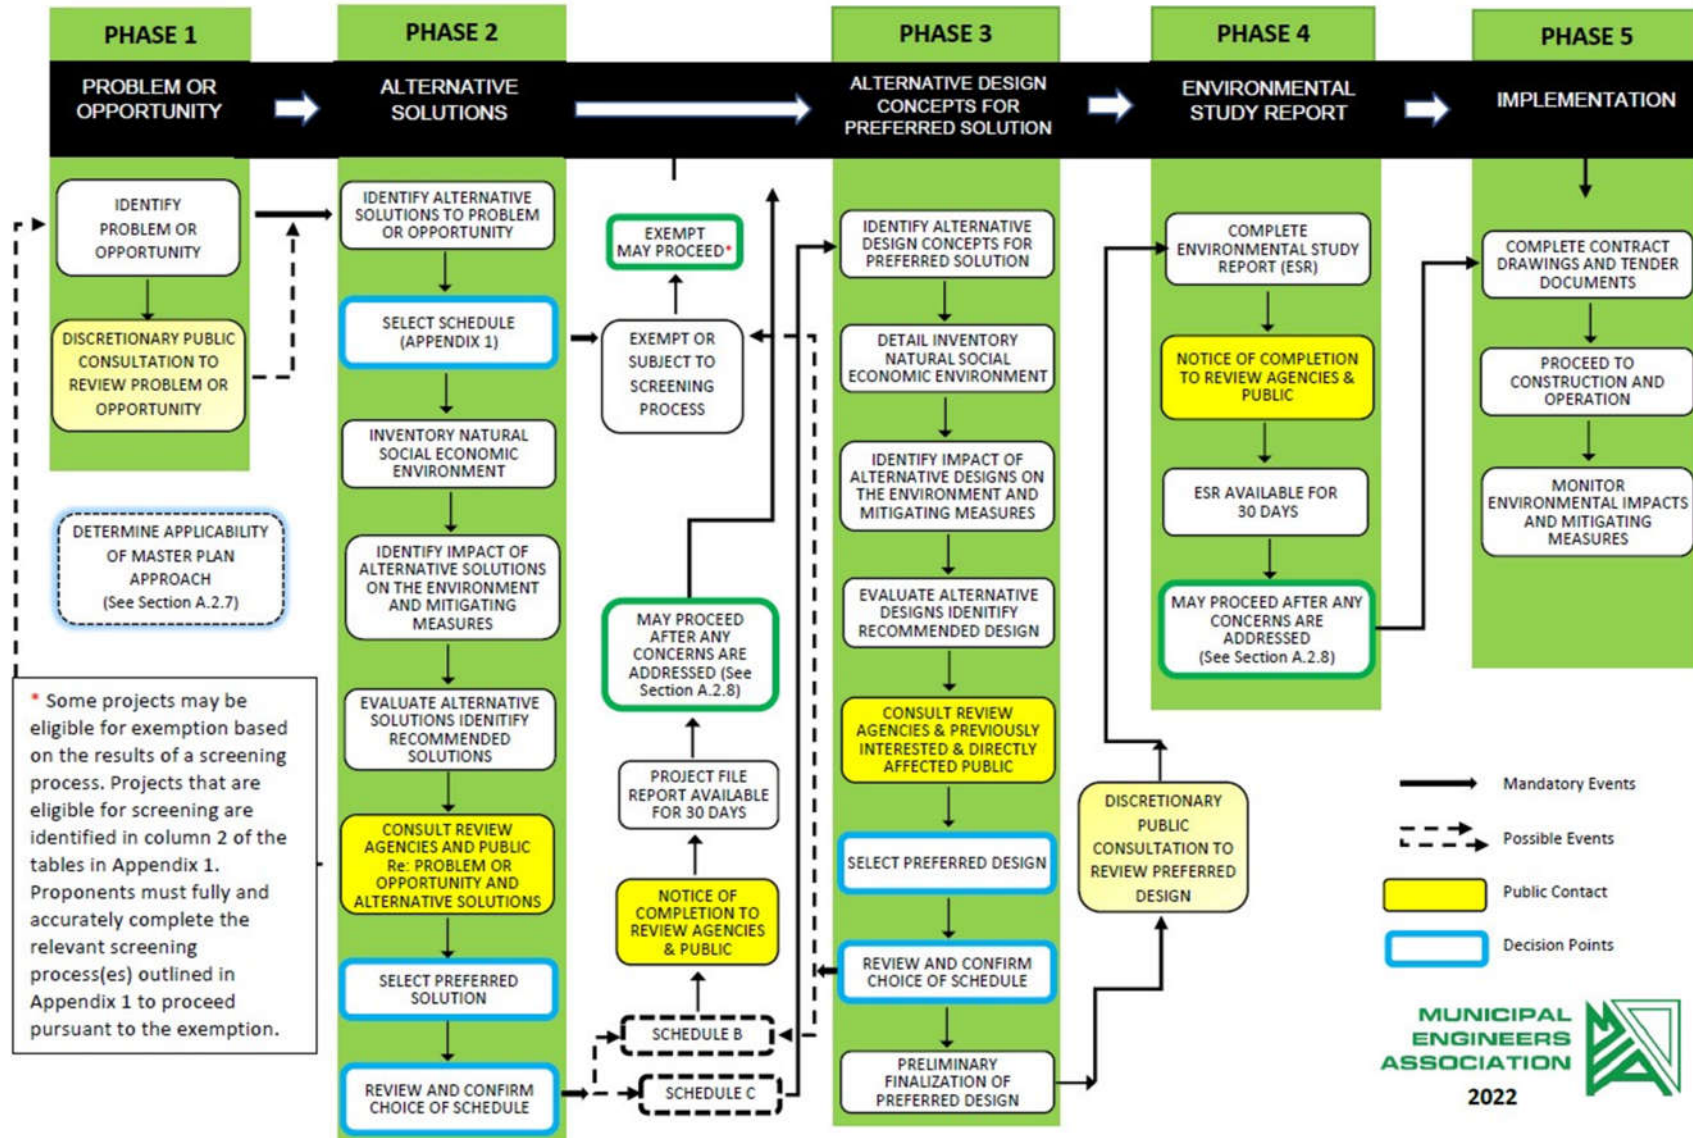 PHASE 1
PHASE 2
PHASE 3
PHASE 4
PHASE 5
PROBLEM OR
OPPORTUNITY
ALTERNATIVE
SOLUTIONS
ALTERNATIVE DESIGN
CONCEPTS FOR
PREFERRED SOLUTION
ENVIRONMENTAL
STUDY REPORT
IMPLEMENTATION
IDENTIFY
PROBLEM OR
OPPORTUNITY
DISCRETIONARY PUBLIC
CONSULTATION TO
REVIEW PROBLEM OR
OPPORTUNITY
DETERMINE APPLICABILITY
OF MASTER PLAN
APPROACH
(See Section A.2.7)
* Some projects may be
eligible for exemption based
on the results of a screening
process. Projects that are
eligible for screening are
identified in column 2 of the
tables in Appendix 1.
Proponents must fully and
accurately complete the
relevant screening
process(es) outlined in
Appendix 1 to proceed
pursuant to the exemption.
IDENTIFY ALTERNATIVE
SOLUTIONS TO PROBLEM
OR OPPORTUNITY
SELECT SCHEDULE
(APPENDIX 1)
INVENTORY NATURAL
SOCIAL ECONOMIC
ENVIRONMENT
IDENTIFY IMPACT OF
ALTERNATIVE SOLUTIONS
ON THE ENVIRONMENT
AND MITIGATING
MEASURES
EVALUATE ALTERNATIVE
SOLUTIONS IDENITIFY
RECOMMENDED
SOLUTIONS
CONSULT REVIEW
AGENCIES AND PUBLIC
Re: PROBLEM OR
OPPORTUNITY AND
ALTERNATIVE SOLUTIONS
SELECT PREFERRED
SOLUTION
REVIEW AND CONFIRM
CHOICE OF SCHEDULE
EXEMPT
MAY PROCEED*
EXEMPT OR
SUBJECT TO
SCREENING
PROCESS
MAY PROCEED
AFTER ANY
CONCERNS ARE
ADDRESSED (See
Section A.2.8)
PROJECT FILE
REPORT AVAILABLE
FOR 30 DAYS
NOTICE OF
COMPLETION TO
REVIEW AGENCIES
& PUBLIC
SCHEDULE B
SCHEDULE C
IDENTIFY ALTERNATIVE
DESIGN CONCEPTS FOR
PREFERRED SOLUTION
DETAIL INVENTORY
NATURAL SOCIAL
ECONOMIC ENVIRONMENT
IDENTIFY IMPACT OF
ALTERNATIVE DESIGNS ON
THE ENVIRONMENT AND
MITIGATING MEASURES
EVALUATE ALTERNATIVE
DESIGNS IDENITIFY
RECOMMENDED DESIGN
CONSULT REVIEW
AGENCIES & PREVIOUSLY
INTERESTED & DIRECTLY
AFFECTED PUBLIC
SELECT PREFERRED DESIGN
REVIEW AND CONFIRM
CHOICE OF SCHEDULE
PRELIMINARY
FINALIZATION OF
PREFERRED DESIGN
DISCRETIONARY
PUBLIC
CONSULTATION TO
REVIEW PREFERRED
DESIGN
COMPLETE
ENVIRONMENTAL STUDY
REPORT (ESR)
NOTICE OF COMPLETION
TO REVIEW AGENCIES &
PUBLIC
ESR AVAILABLE FOR
30 DAYS
MAY PROCEED AFTER ANY
CONCERNS ARE
ADDRESSED
(See Section A.2.8)
COMPLETE CONTRACT
DRAWINGS AND TENDER
DOCUMENTS
PROCEED TO
CONSTRUCTION AND
OPERATION
MONITOR
ENVIRONMENTAL IMPACTS
AND MITIGATING
MEASURES
Mandatory Events
Possible Events
Public Contact
Decision Points
MUNICIPAL
ENGINEERS
ASSOCIATION
2022